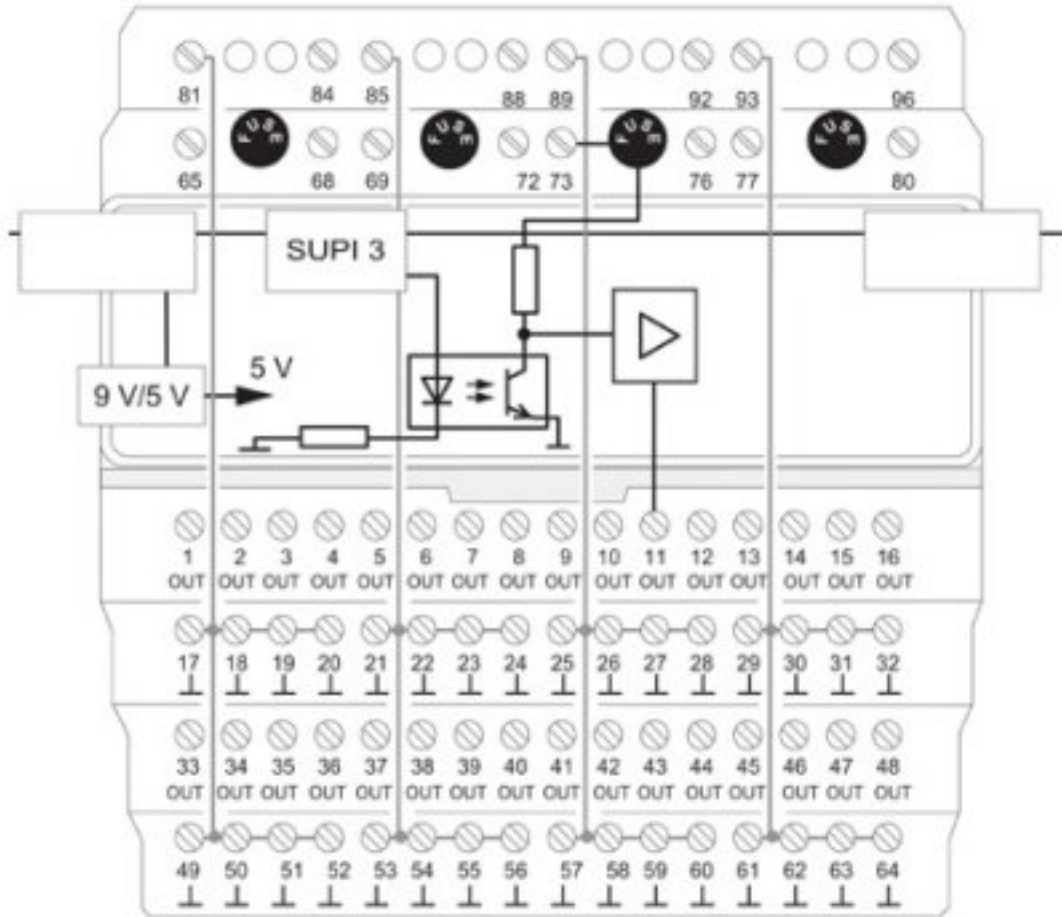 81 84 85 88 89 92 93 96
FUSE FUSE FUSE FUSE
65 68 69 72 73 76 77 80
SUPI 3
5 V
9 V/5 V
1 2 3 4 5 6 7 8 9 10 11 12 13 14 15 16
OUT OUT OUT OUT OUT OUT OUT OUT OUT OUT OUT OUT OUT OUT OUT OUT
17 18 19 20 21 22 23 24 25 26 27 28 29 30 31 32
33 34 35 36 37 38 39 40 41 42 43 44 45 46 47 48
OUT OUT OUT OUT OUT OUT OUT OUT OUT OUT OUT OUT OUT OUT OUT OUT
49 50 51 52 53 54 55 56 57 58 59 60 61 62 63 64